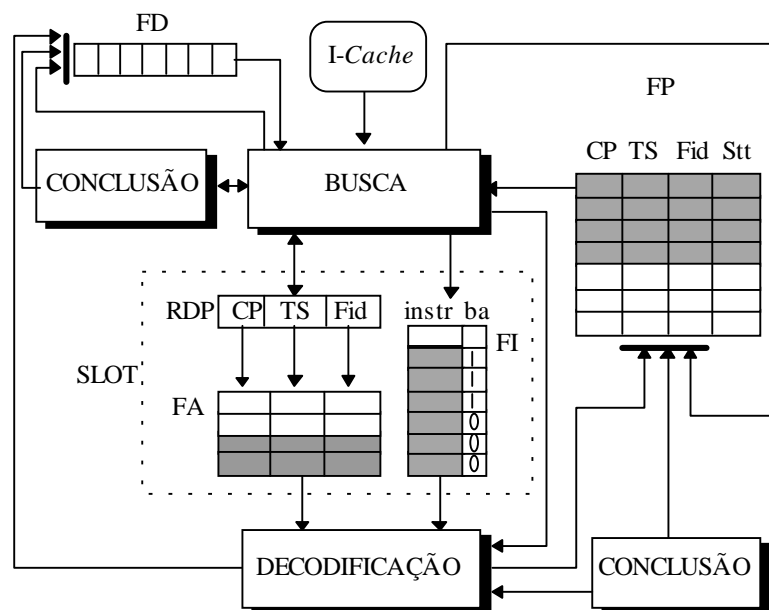 FD
I-Cache
FP
CP TS Fid Stt
CONCLUSÃO
BUSCA
RDP CP TS Fid
instr ba
FI
SLOT
FA
1
1
1
0
0
0
DECODIFICAÇÃO
CONCLUSÃO